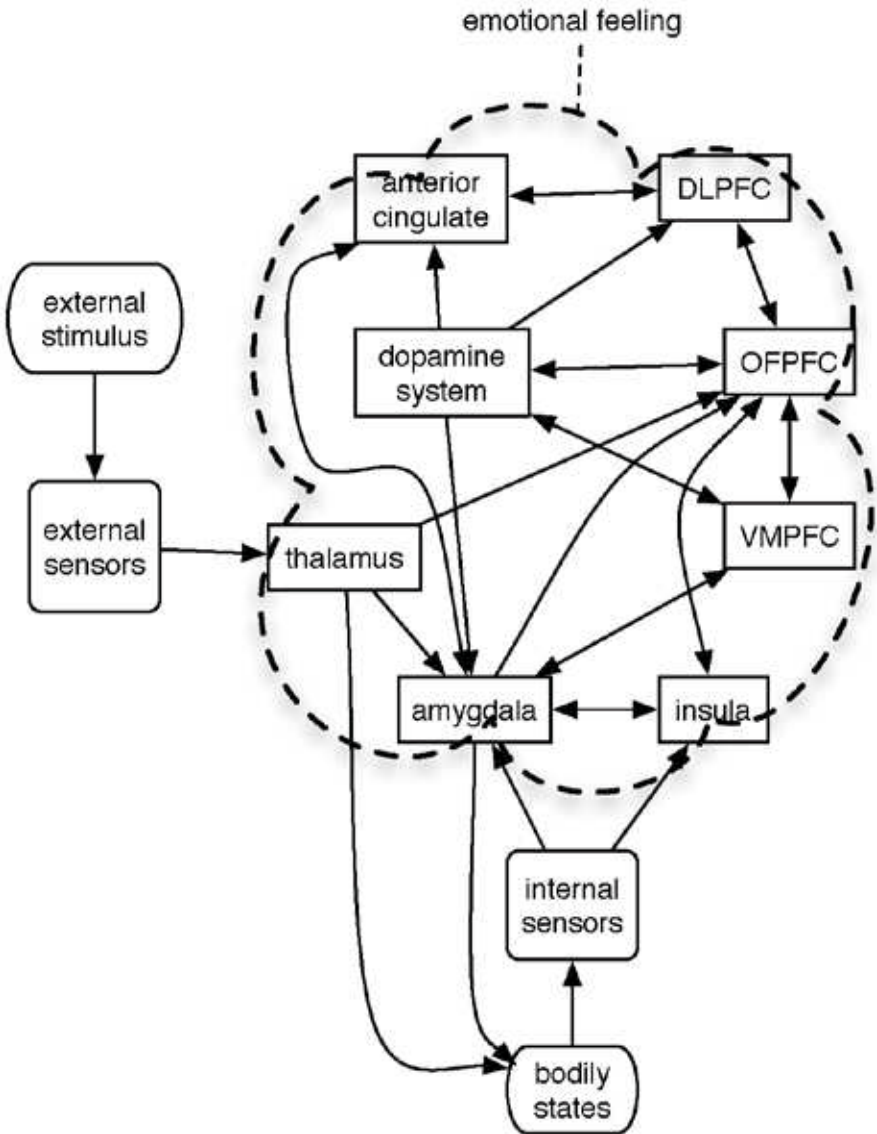 emotional feeling
anterior
cingulate
DLPFC
external
stimulus
dopamine
system
OFPFC
external
sensors
thalamus
VMPFC
amygdala
insula
internal
sensors
bodily
states